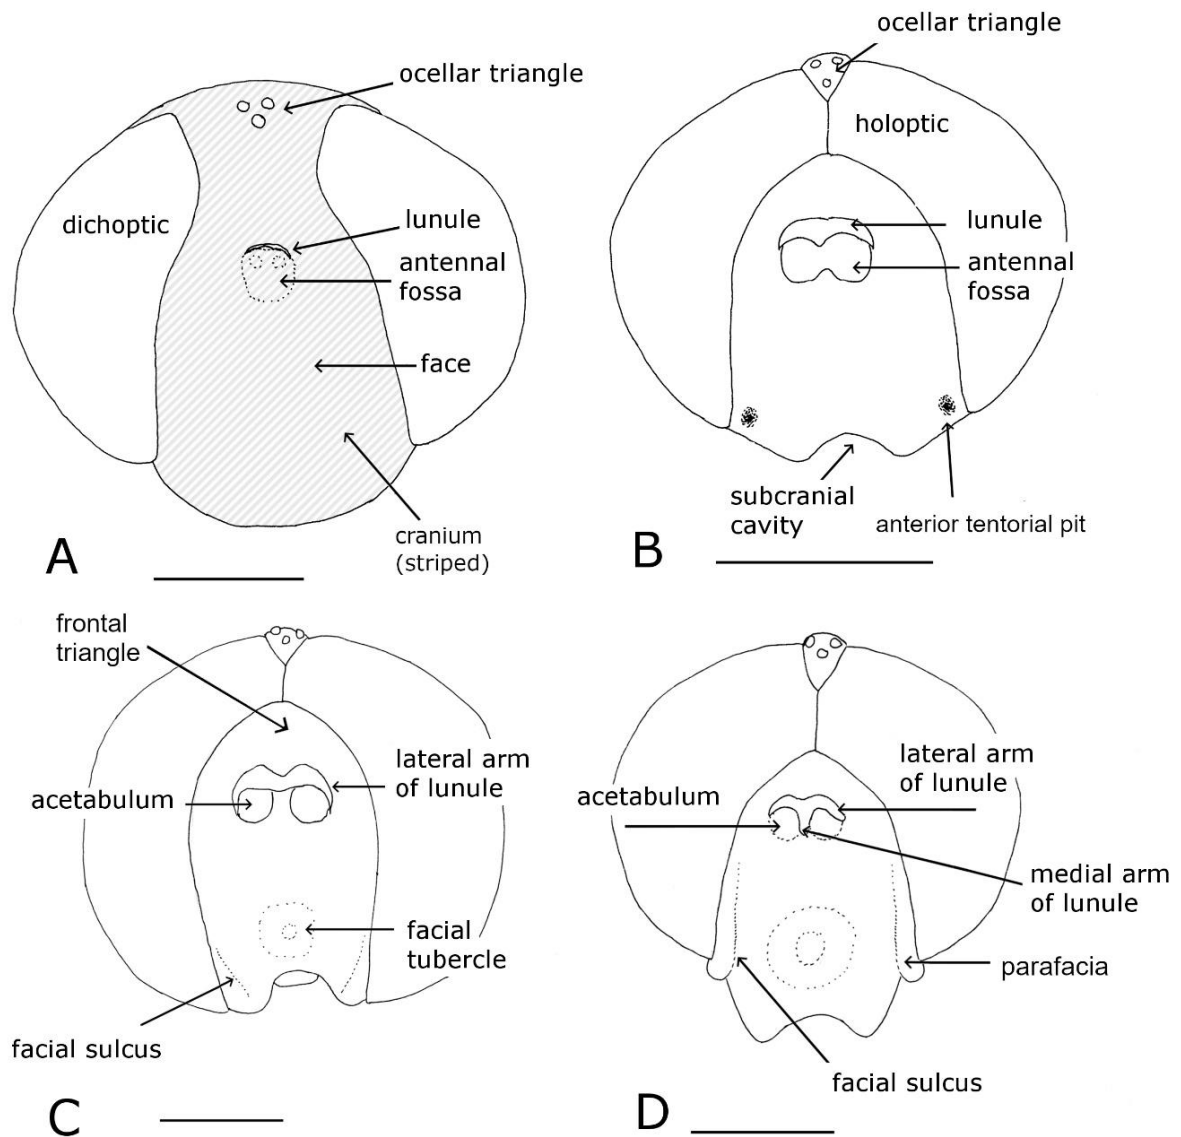 ocellar triangle
dichoptic
lunule
antennal
fossa
face
cranium
(striped)
A
ocellar triangle
holoptic
lunule
antennal
fossa
subcranial
cavity
anterior tentorial pit
B
frontal
triangle
lateral arm
of lunule
acetabulum
facial
tubercle
facial sulcus
C
lateral arm
of lunule
acetabulum
medial arm
of lunule
parafacia
facial sulcus
D